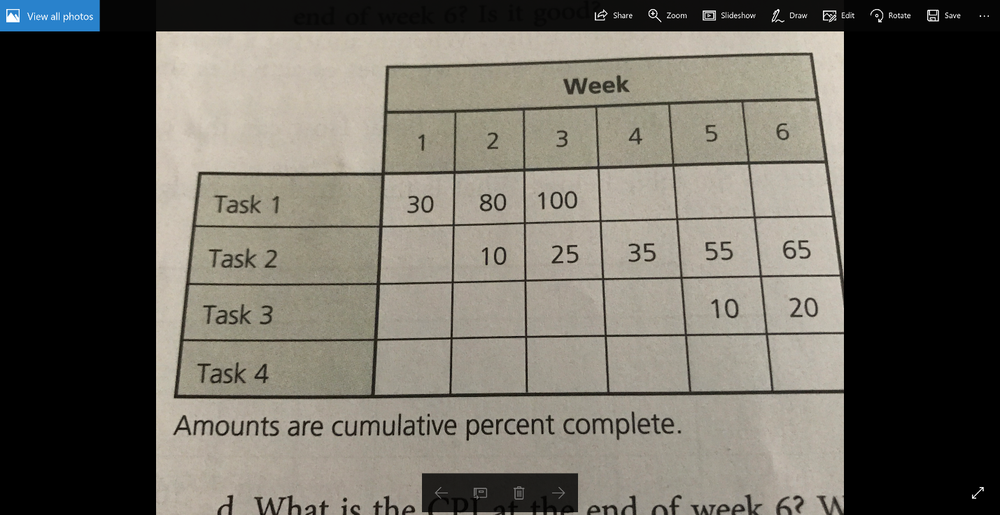 View all photos
end of week 6? Is it good?
Share Zoom Slideshow Draw Edit Rotate Save
Week
1 2 3 4 5 6
Task 1 30 80 100
Task 2 10 25 35 55 65
Task 3 10 20
Task 4
Amounts are cumulative percent complete.
d. What is the CPI at the end of week 6? W